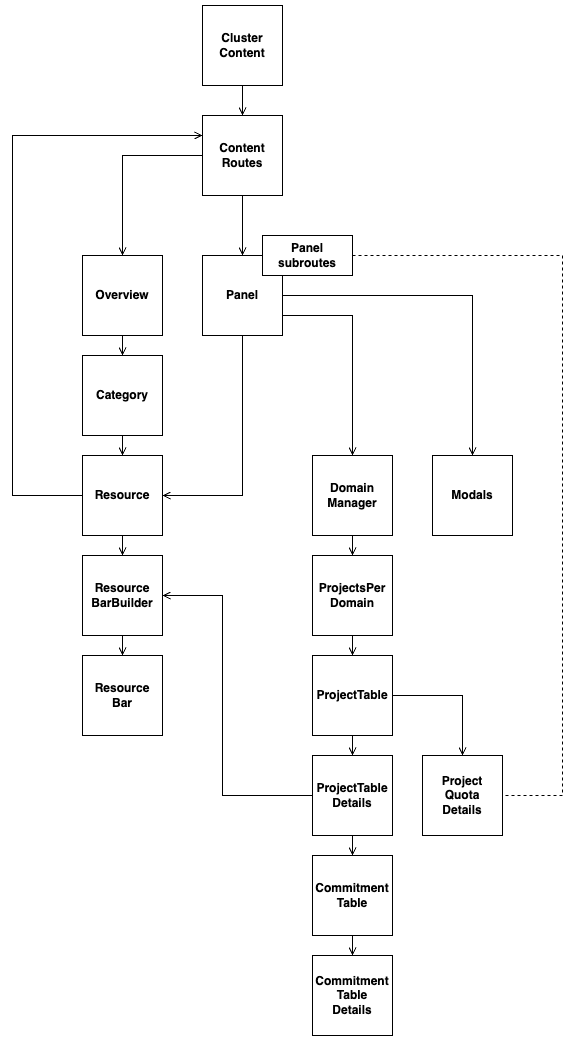 Cluster
Content
Content
Routes
Panel
subroutes
Overview
Panel
Category
Resource
Domain
Manager
Modals
Resource
BarBuilder
ProjectsPer
Domain
Resource
Bar
ProjectTable
ProjectTable
Details
Project
Quota
Details
Commitment
Table
Commitment
Table
Details